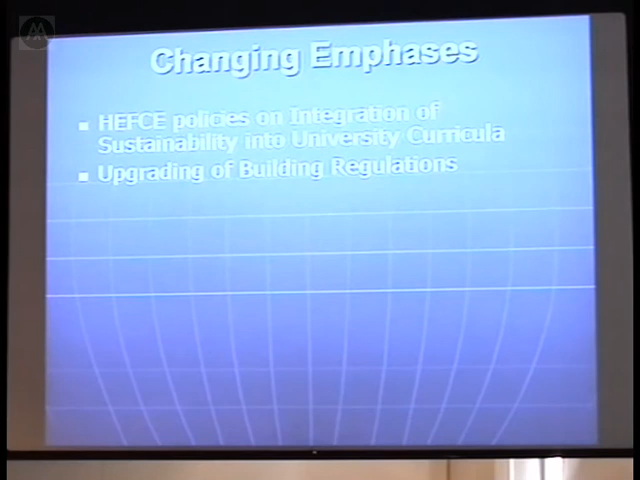 Changing Emphases
HEFCE policies on Integration of
Sustainability into University Curricula
Upgrading of Building Regulations